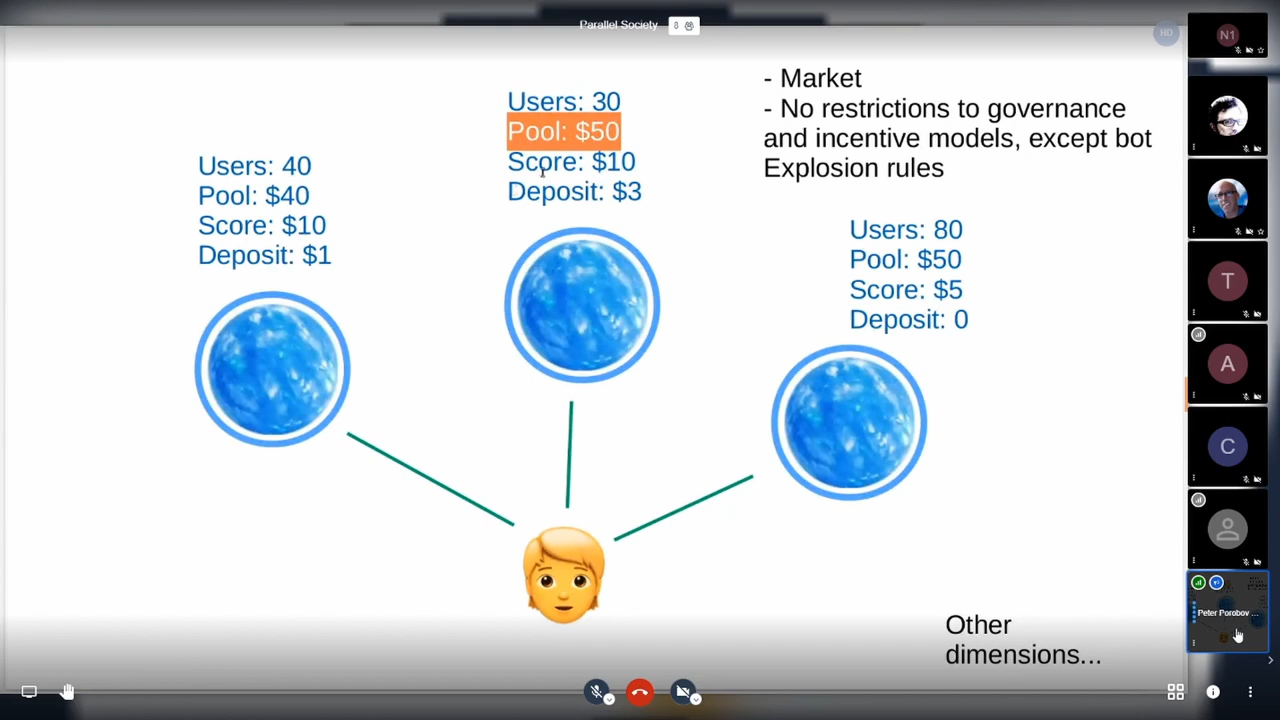 Parallel Society 8
HD
- Market
- No restrictions to governance
and incentive models, except bot
Explosion rules
Users: 30
Pool: $50
Score: $10
Deposit: $3
Users: 40
Pool: $40
Score: $10
Deposit: $1
Users: 80
Pool: $50
Score: $5
Deposit: 0
Other
dimensions...
N1
T
A
C
Peter Porobov ...